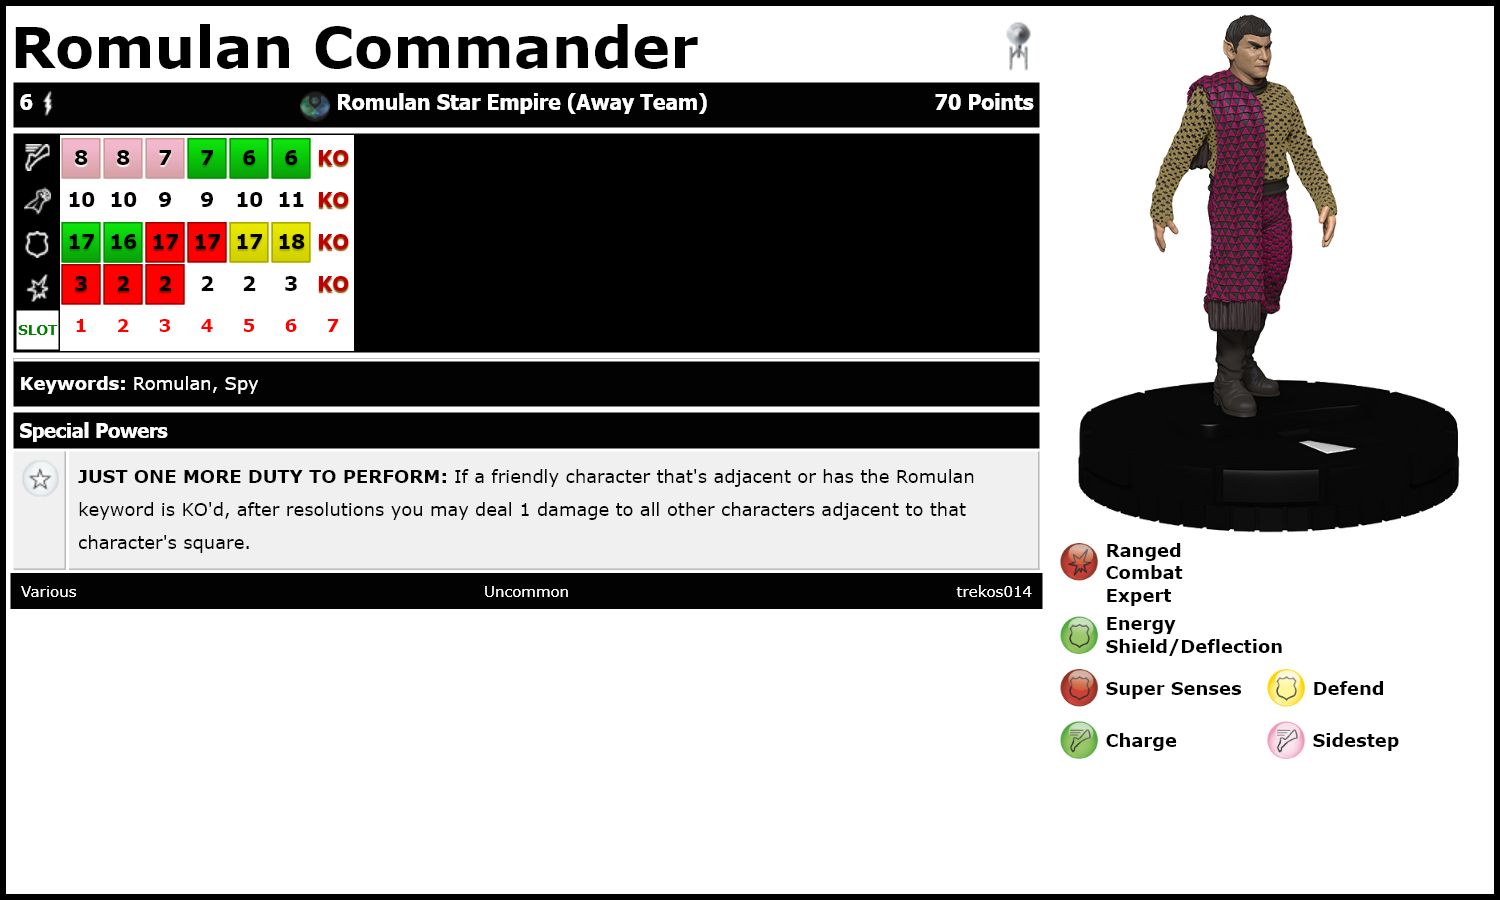 Romulan Commander
6 Romulan Star Empire (Away Team) 70 Points
8 8 7 7 6 6 KO
10 10 9 9 10 11 KO
17 16 17 17 17 18 KO
3 2 2 2 2 3 KO
SLOT 1 2 3 4 5 6 7
Keywords: Romulan, Spy
Special Powers
JUST ONE MORE DUTY TO PERFORM: If a friendly character that's adjacent or has the Romulan
keyword is KO'd, after resolutions you may deal 1 damage to all other characters adjacent to that
character's square.
Various Uncommon trekos014
Ranged
Combat
Expert
Energy
Shield/Deflection
Super Senses Defend
Charge Sidestep